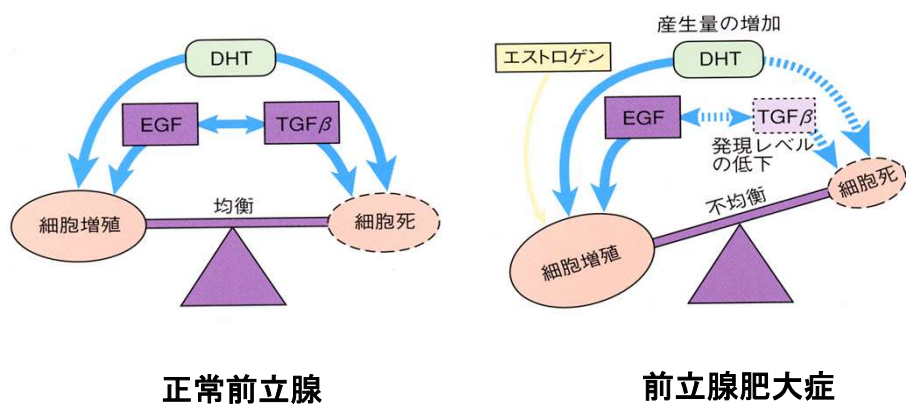 DHT
EGF
TGFβ
均衡
細胞増殖
細胞死
正常前立腺
産生量の増加
エストロゲン
DHT
EGF
TGFβ
発現レベル
の低下
不均衡
細胞増殖
細胞死
前立腺肥大症